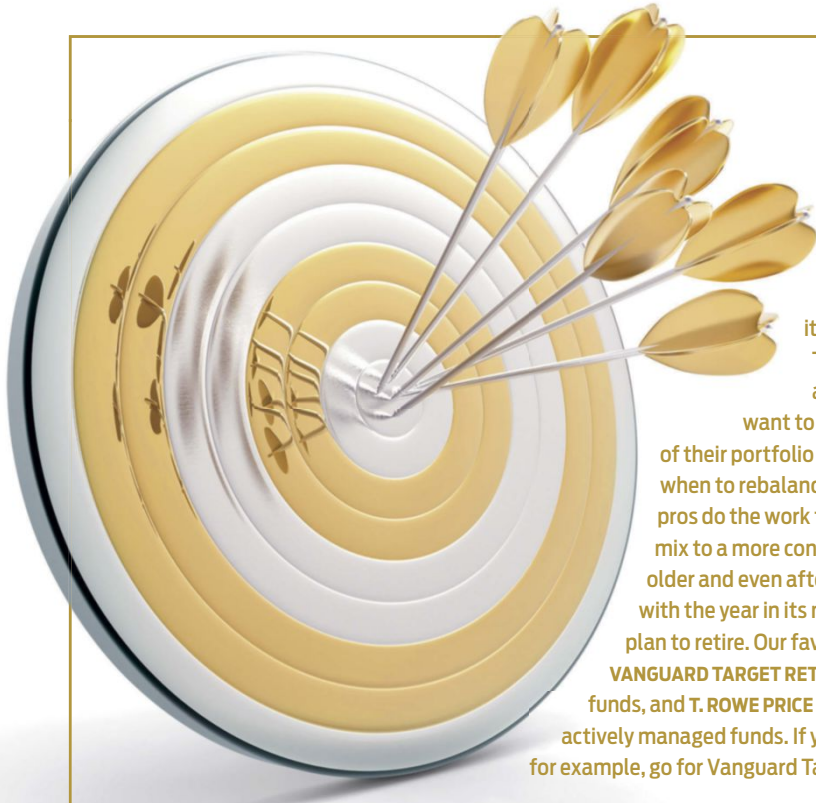 it
want to
of their portfolio
when to rebalanc
pros do the work
mix to a more con
older and even afte
with the year in its
plan to retire. Our fav
VANGUARD TARGET RET
funds, and T. ROWE PRICE
actively managed funds. If y
for example, go for Vanguard Ta